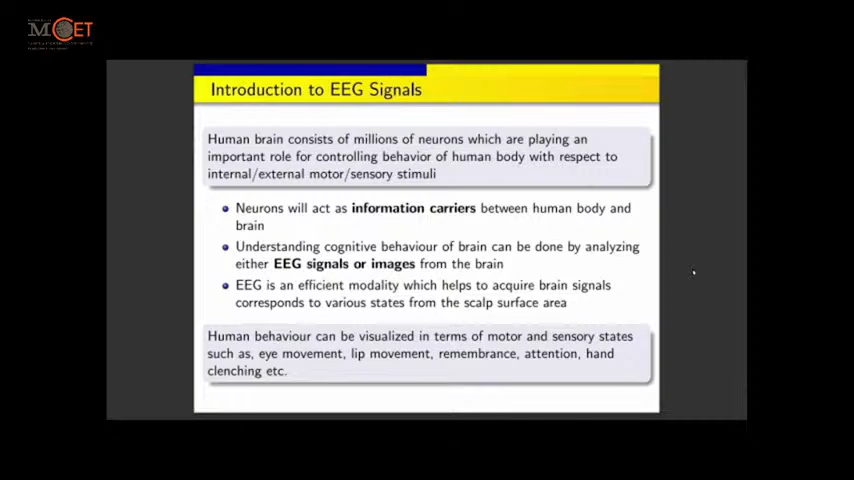 MCET
Introduction to EEG Signals
Human brain consists of millions of neurons which are playing an
important role for controlling behavior of human body with respect to
internal/external motor/sensory stimuli
Neurons will act as information carriers between human body and
brain
Understanding cognitive behaviour of brain can be done by analyzing
either EEG signals or images from the brain
EEG is an efficient modality which helps to acquire brain signals
corresponds to various states from the scalp surface area
Human behaviour can be visualized in terms of motor and sensory states
such as, eye movement, lip movement, remembrance, attention, hand
clenching etc.